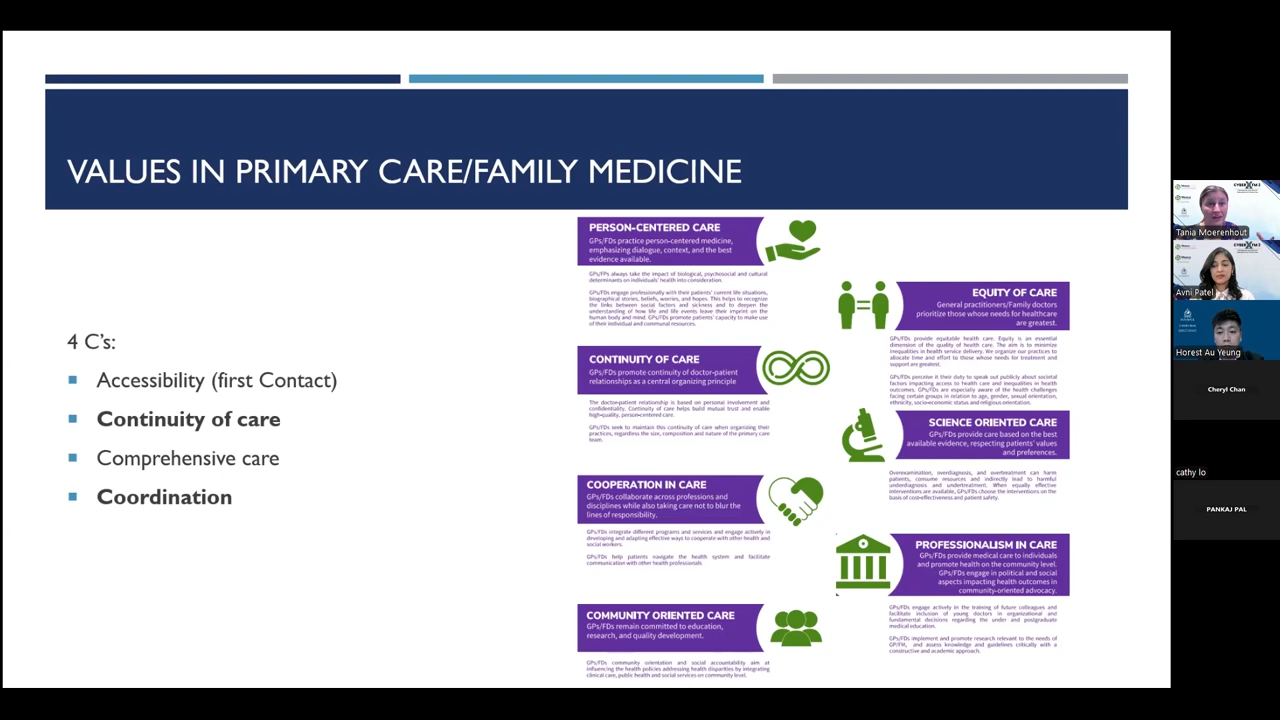 VALUES IN PRIMARY CARE/FAMILY MEDICINE
4 C's:
Accessibility (first Contact)
Continuity of care
Comprehensive care
Coordination
PERSON-CENTERED CARE
GPs/FDs practice person-centered medicine,
emphasizing dialogue, context, and the best
evidence available.
GPs/FPs always take the impact of biological, psychosocial and cultural
determinants on individuals' health into consideration.
GPs/FDs engage professionally with their patients' current life situations,
biographical stories, beliefs, worries, and hopes. This helps to recognize
the links between social factors and sickness and to deepen the
understanding of how life and life events leave their imprint on the
human body and mind. GPs/FDs promote patients' capacity to make use
of their individual and communal resources.
CONTINUITY OF CARE
GPs/FDs promote continuity of doctor-patient
relationships as a central organizing principle
The doctor-patient relationship is based on personal involvement and
confidentiality. Continuity of care helps build mutual trust and enable
high-quality, person-centered care.
GPs/FDs seek to maintain this continuity of care when organizing their
practices, regardless the size, composition and nature of the primary care
team.
COOPERATION IN CARE
GPs/FDs collaborate across professions and
disciplines while also taking care not to blur the
lines of responsibility.
GPs/FDs integrate different programs and services and engage actively in
developing and adapting effective ways to cooperate with other health and
social workers.
GPs/FDs help patients navigate the health system and facilitate
communication with other health professionals
COMMUNITY ORIENTED CARE
GPs/FDs remain committed to education,
research, and quality development.
GPs/FDs community orientation and social accountability aim at
influencing the health policies addressing health disparities by integrating
clinical care, public health and social services on community level.
EQUITY OF CARE
General practitioners/Family doctors
prioritize those whose needs for healthcare
are greatest.
GPs/FDs provide equitable health care. Equity is an essential
dimension of the quality of health care. The aim is to minimize
inequalities in health service delivery. We organize our practices to
allocate time and effort to those whose needs for treatment and
support are greatest.
GPs/FDs perceive it their duty to speak out publicly about societal
factors impacting access to health care and inequalities in health
outcomes. GPs/FDs are especially aware of the health challenges
facing certain groups in relation to age, gender, sexual orientation,
ethnicity, socio-economic status and religious orientation.
SCIENCE ORIENTED CARE
GPs/FDs provide care based on the best
available evidence, respecting patients' values
and preferences.
Overexamination, overdiagnosis, and overtreatment can harm
patients, consume resources and indirectly lead to harmful
underdiagnosis and undertreatment. When equally effective
interventions are available, GPs/FDs choose the interventions on the
basis of cost-effectiveness and patient safety.
PROFESSIONALISM IN CARE
GPs/FDs provide medical care to individuals
and promote health on the community level.
GPs/FDs engage in political and social
aspects impacting health outcomes in
community-oriented advocacy.
GPs/FDs engage actively in the training of future colleagues and
facilitate inclusion of young doctors in organizational and
fundamental decisions regarding the under and postgraduate
medical education.
GPs/FDs implement and promote research relevant to the needs of
GP/FM, and assess knowledge and guidelines critically with a
constructive and academic approach.
Tania Moerenhout
Avni Patel
Horest Au Yeung
Cheryl Chan
cathy lo
PANKAJ PAL